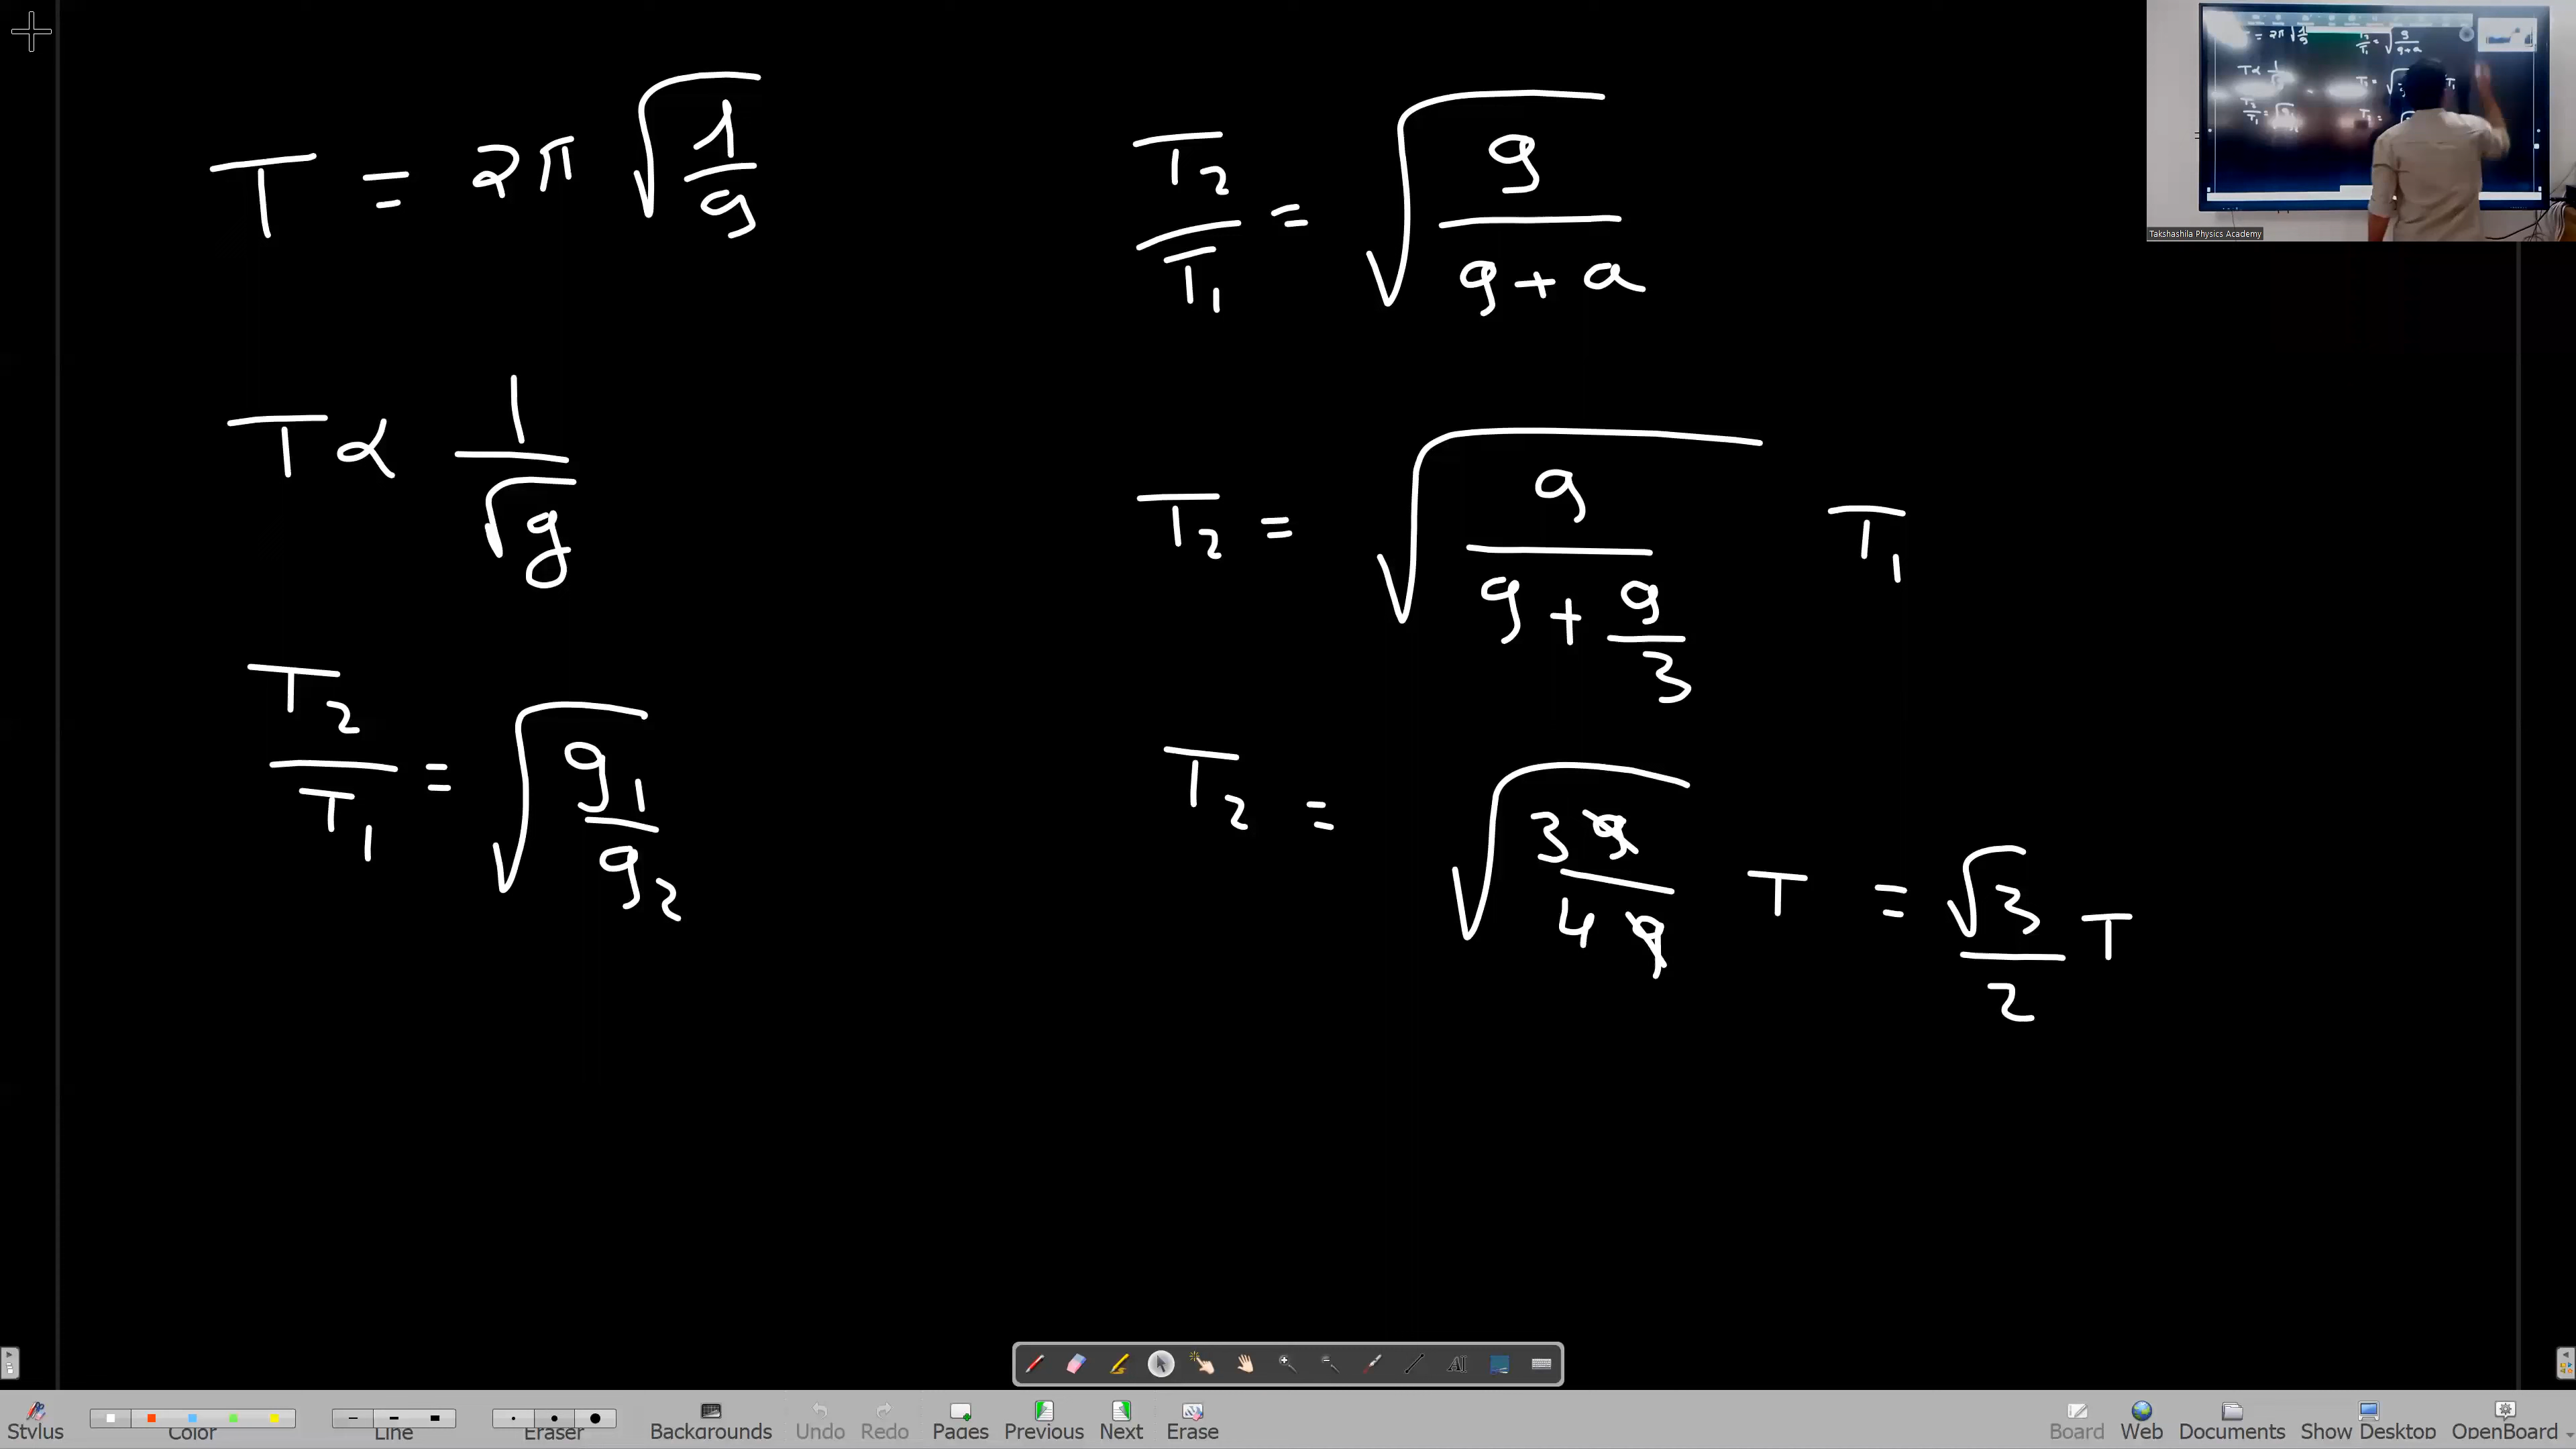 T = 2π √(1/g)
T ∝ 1/√g
T₂/T₁ = √(g₁/g₂)
T₂/T₁ = √(g/(g + a))
T₂ = √(g/(g + g/3)) T₁
T₂ = √(3g/4g) T = √3/2 T
Takshashila Physics Academy
Stylus Color Line Eraser Backgrounds Undo Redo Pages Previous Next Erase Board Web Documents Show Desktop OpenBoard